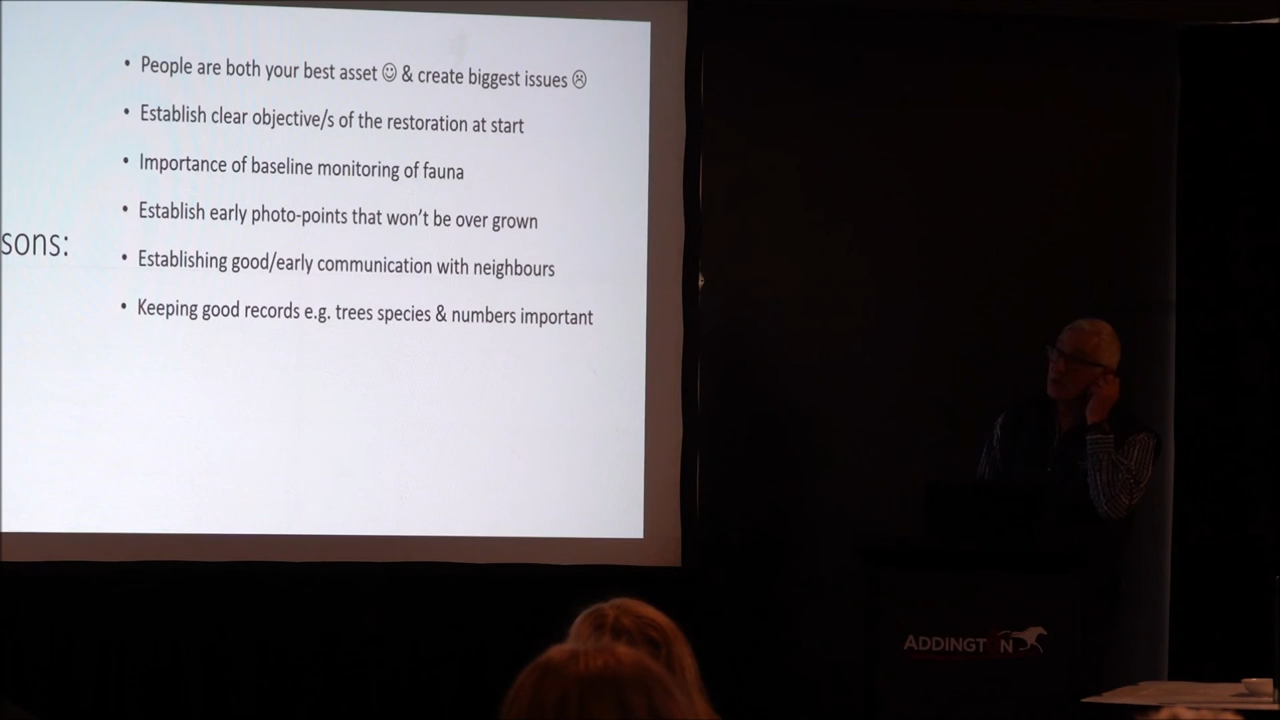 • People are both your best asset ☺ & create biggest issues ☹
• Establish clear objective/s of the restoration at start
• Importance of baseline monitoring of fauna
• Establish early photo-points that won't be over grown
sons:
• Establishing good/early communication with neighbours
• Keeping good records e.g. trees species & numbers important
ADDINGT N